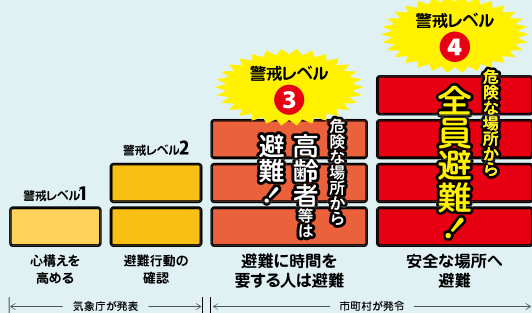 警戒レベル1
心構えを
高める
警戒レベル2
避難行動の
確認
警戒レベル
3
危険な場所から
高齢者等は
避難！
避難に時間を
要する人は避難
警戒レベル
4
危険な場所から
全員避難！
安全な場所へ
避難
気象庁が発表
市町村が発令